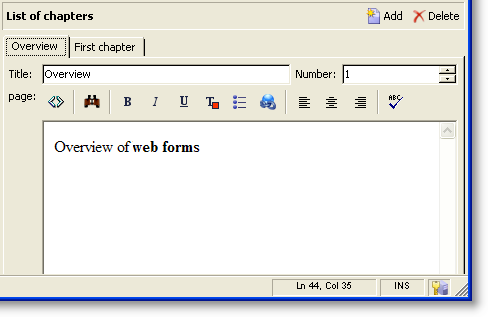 List of chapters Add Delete
Overview First chapter
Title: Overview Number: 1
page: B I U T ABC
Overview of web forms
Ln 44, Col 35 INS